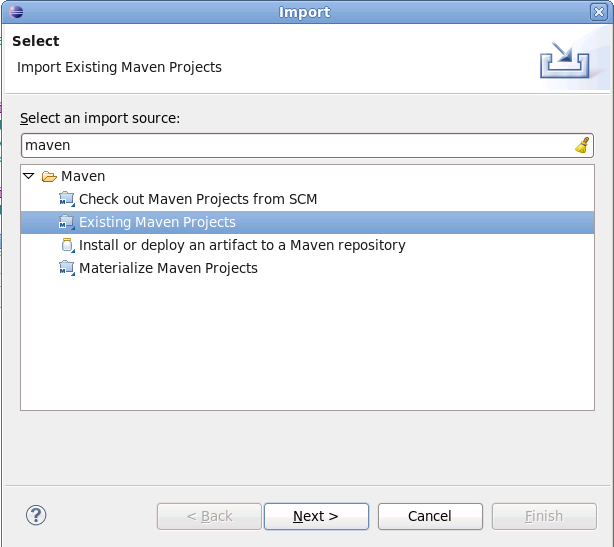 Import
Select
Import Existing Maven Projects
Select an import source:
maven
Maven
Check out Maven Projects from SCM
Existing Maven Projects
Install or deploy an artifact to a Maven repository
Materialize Maven Projects
< Back Next > Cancel Finish